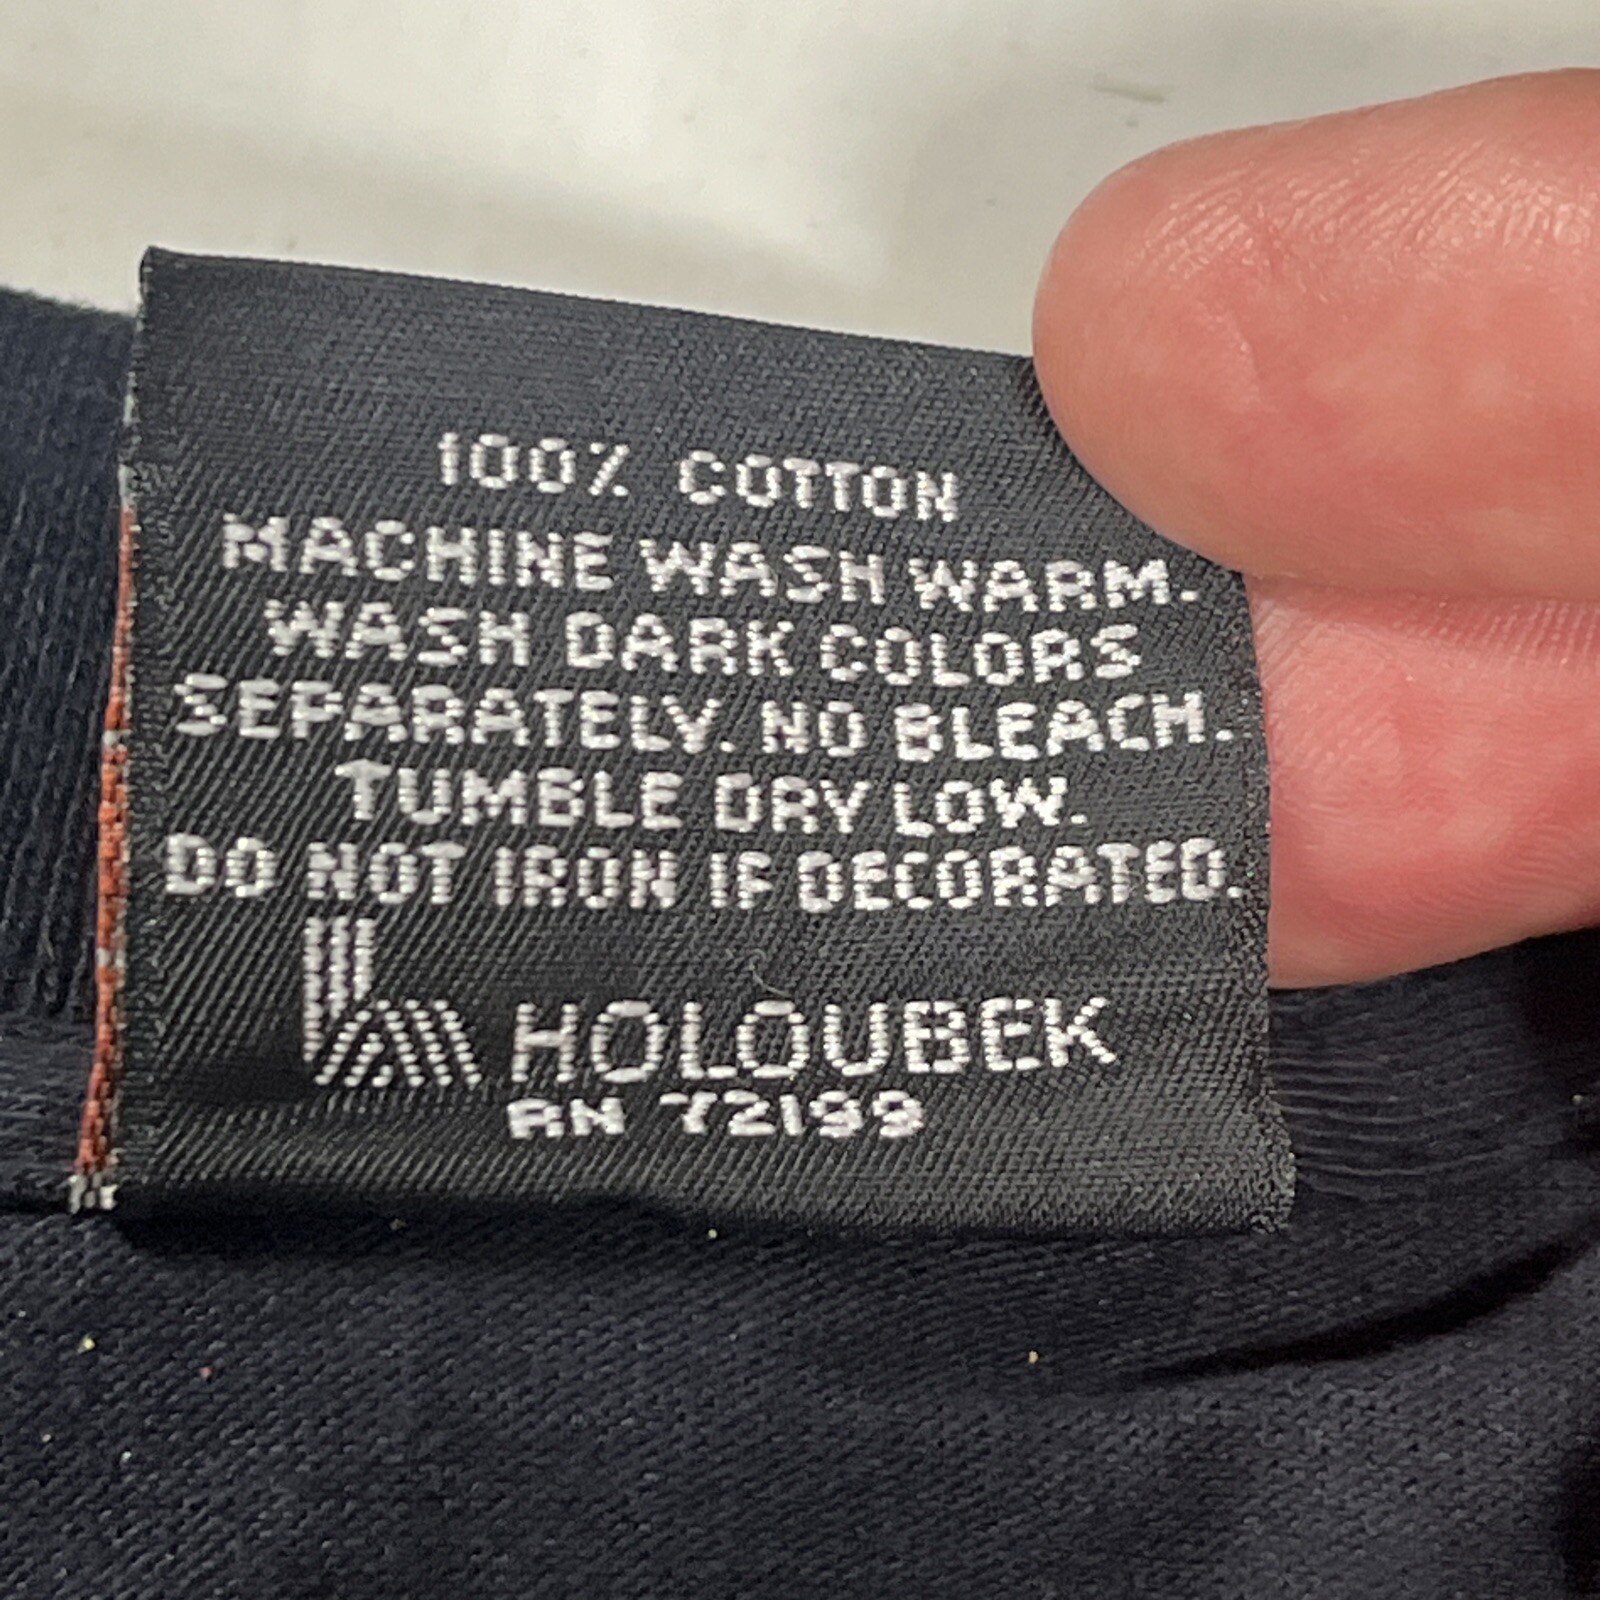 100% COTTON
MACHINE WASH WARM.
WASH DARK COLORS
SEPARATELY. NO BLEACH.
TUMBLE DRY LOW.
DO NOT IRON IF DECORATED.
HOLOUBEK
RN 72199